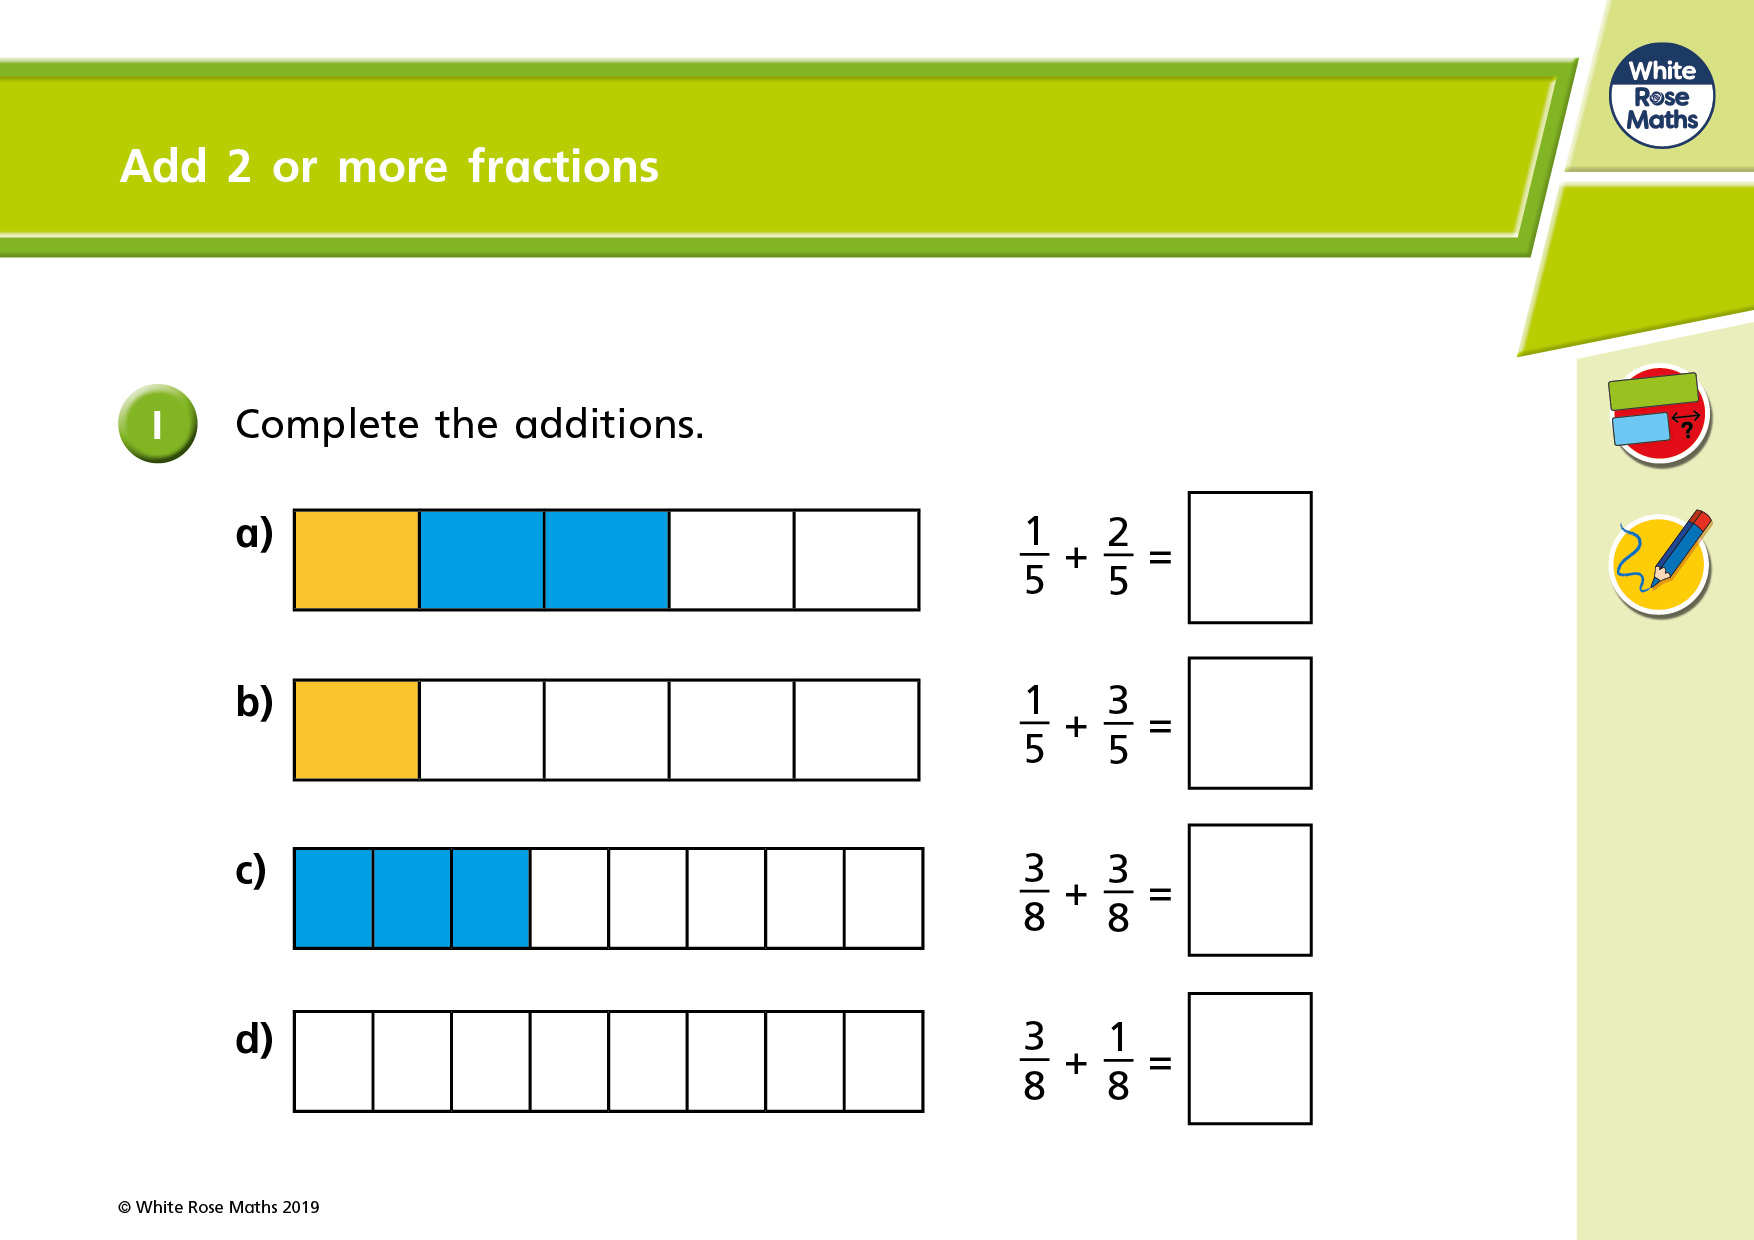 White
Rose
Maths
Add 2 or more fractions
1 Complete the additions.
a) 1/5 + 2/5 =
b) 1/5 + 3/5 =
c) 3/8 + 3/8 =
d) 3/8 + 1/8 =
?
© White Rose Maths 2019